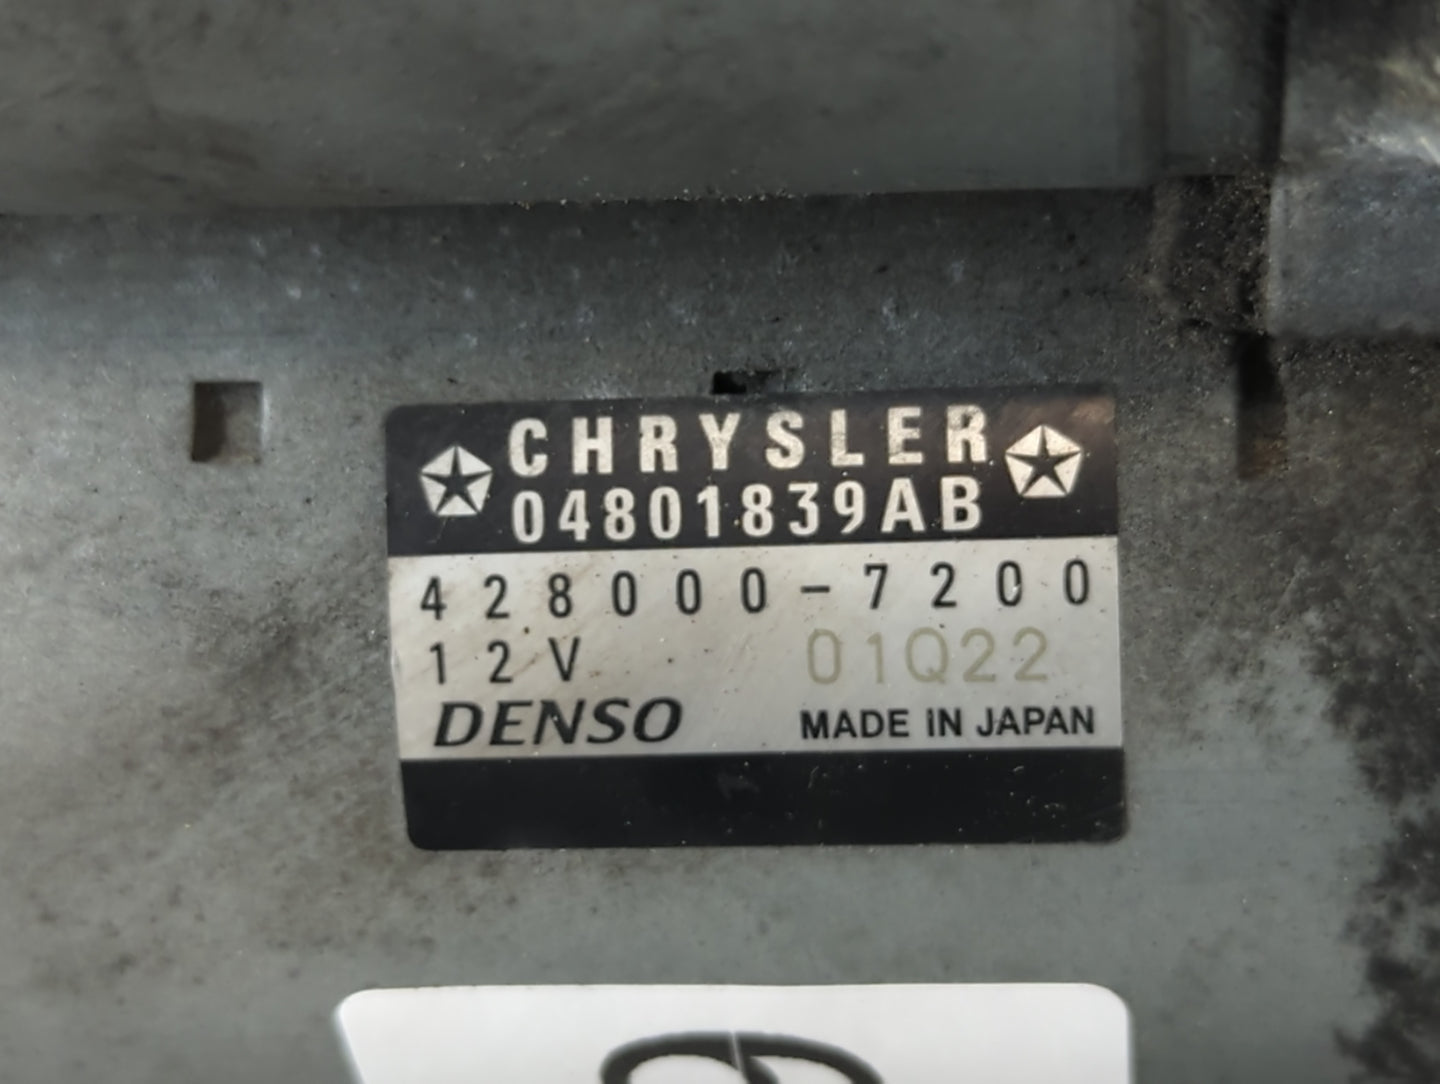 CHRYSLER
04801839AB
428000-7200
12V 01Q22
DENSO MADE IN JAPAN